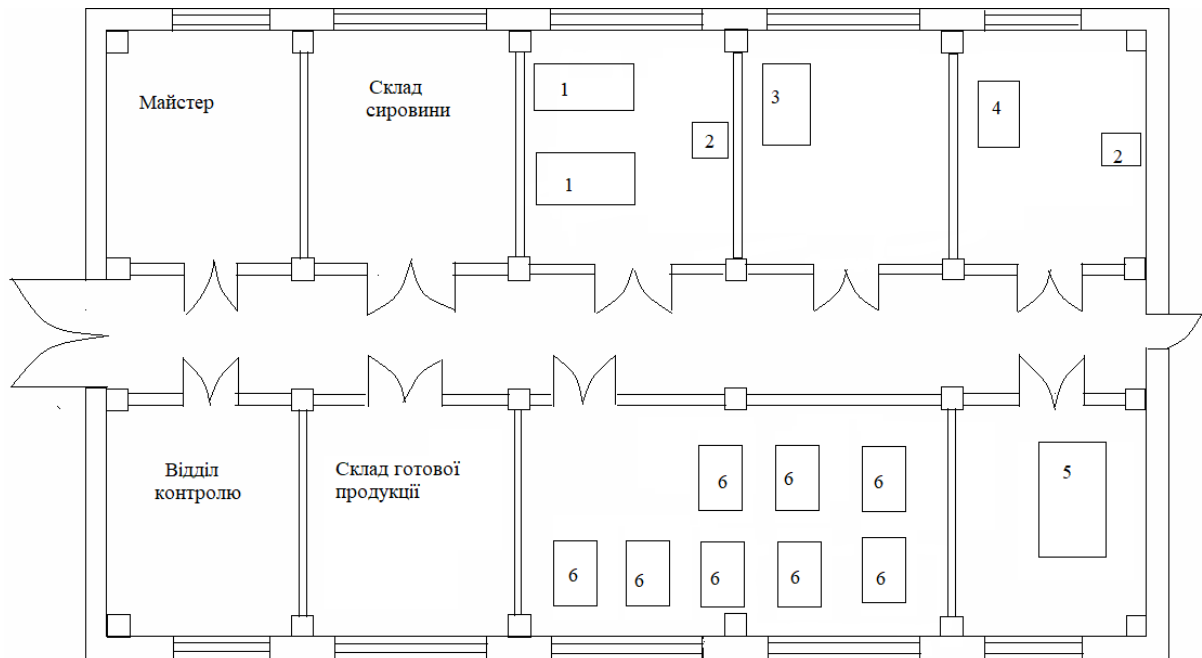 Майстер
Склад
сировини
1
1
2
3
4
2
Відділ
контролю
Склад готової
продукції
6
6
6
6
6
6
6
6
5